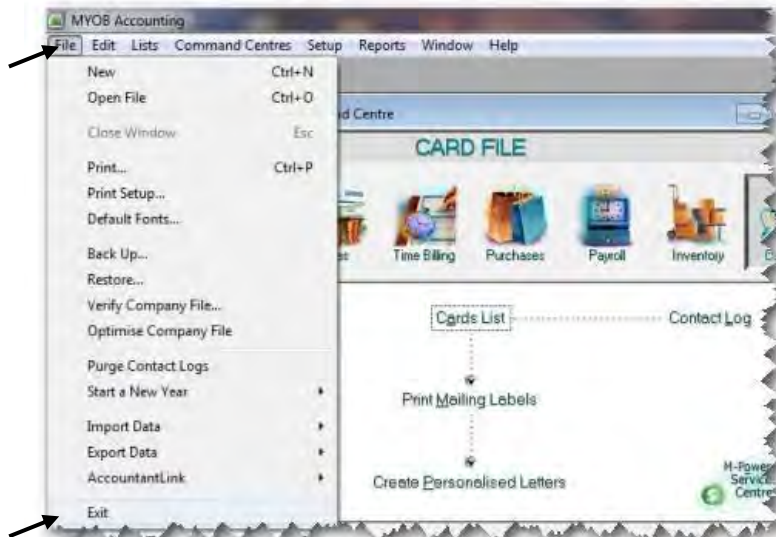 MYOB Accounting
File Edit Lists Command Centres Setup Reports Window Help
New Ctrl+N
Open File Ctrl+O
Close Window Esc
Print... Ctrl+P
Print Setup...
Default Fonts...
Back Up...
Restore...
Verify Company File...
Optimise Company File
Purge Contact Logs
Start a New Year
Import Data
Export Data
AccountantLink
Exit
Centre
CARD FILE
Time Billing Purchases Payroll Inventory
Cards List Contact Log
Print Mailing Labels
Create Personalised Letters
M-Power
Service
Centre